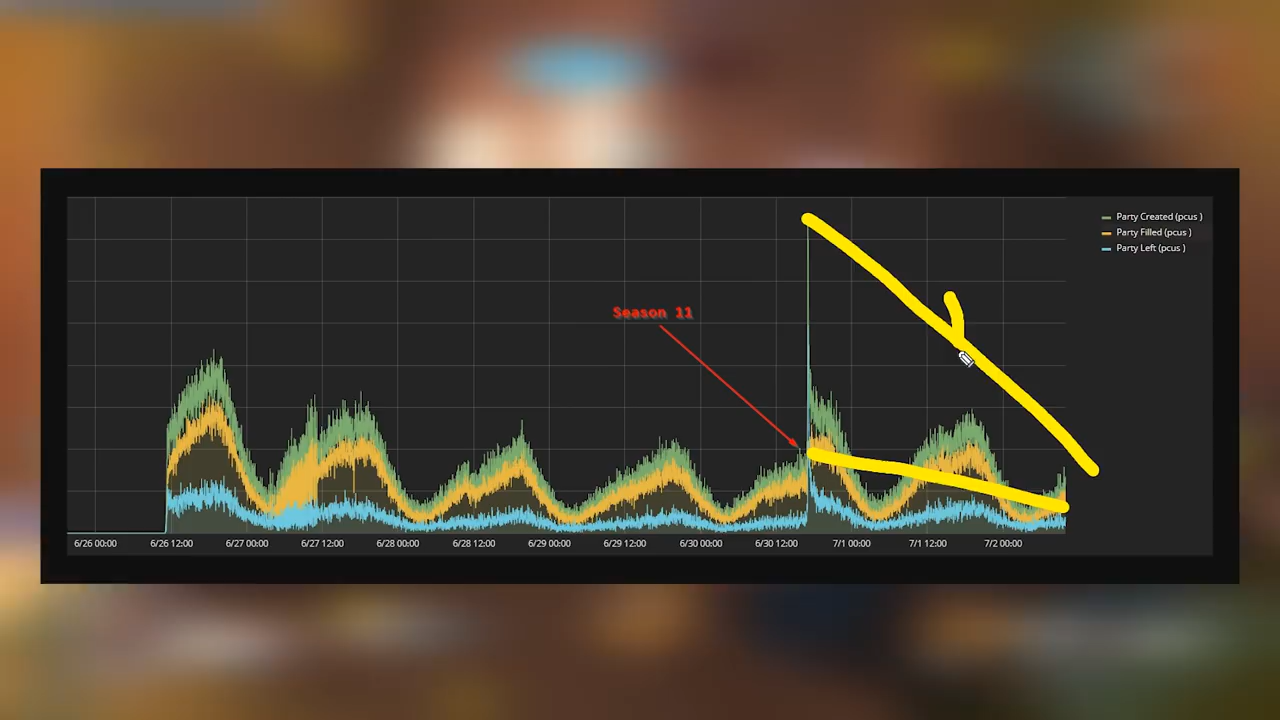 Party Created (pcus )
Party Filled (pcus )
Party Left (pcus )
Season 11
6/26 00:00 6/26 12:00 6/27 00:00 6/27 12:00 6/28 00:00 6/28 12:00 6/29 00:00 6/29 12:00 6/30 00:00 6/30 12:00 7/1 00:00 7/1 12:00 7/2 00:00